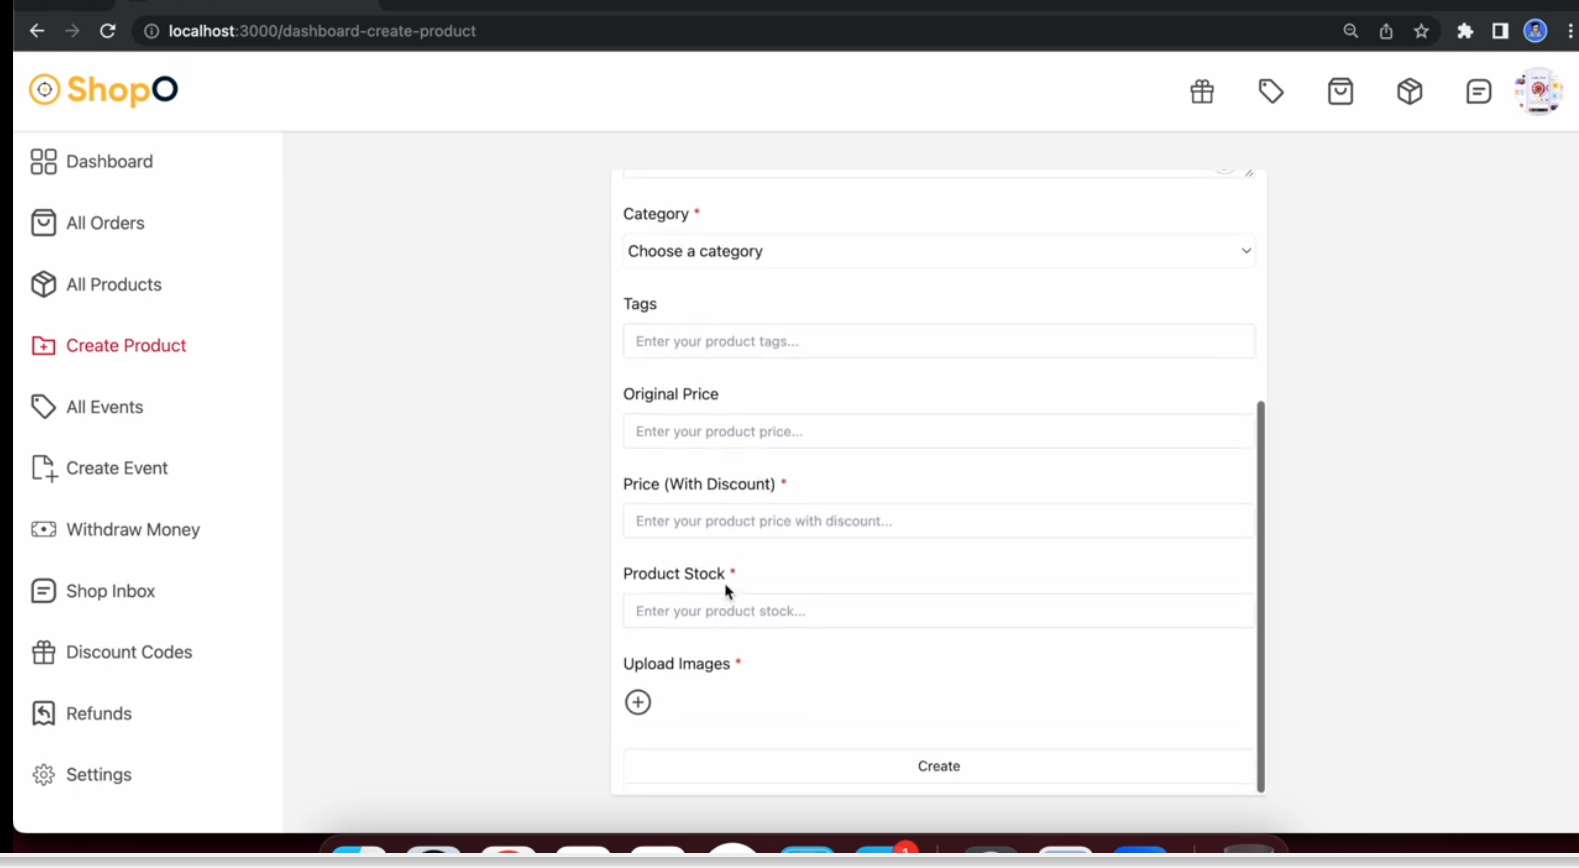 localhost:3000/dashboard-create-product
ShopO
Dashboard
All Orders
All Products
Create Product
All Events
Create Event
Withdraw Money
Shop Inbox
Discount Codes
Refunds
Settings
Category *
Choose a category
Tags
Enter your product tags...
Original Price
Enter your product price...
Price (With Discount) *
Enter your product price with discount...
Product Stock *
Enter your product stock...
Upload Images *
Create
1